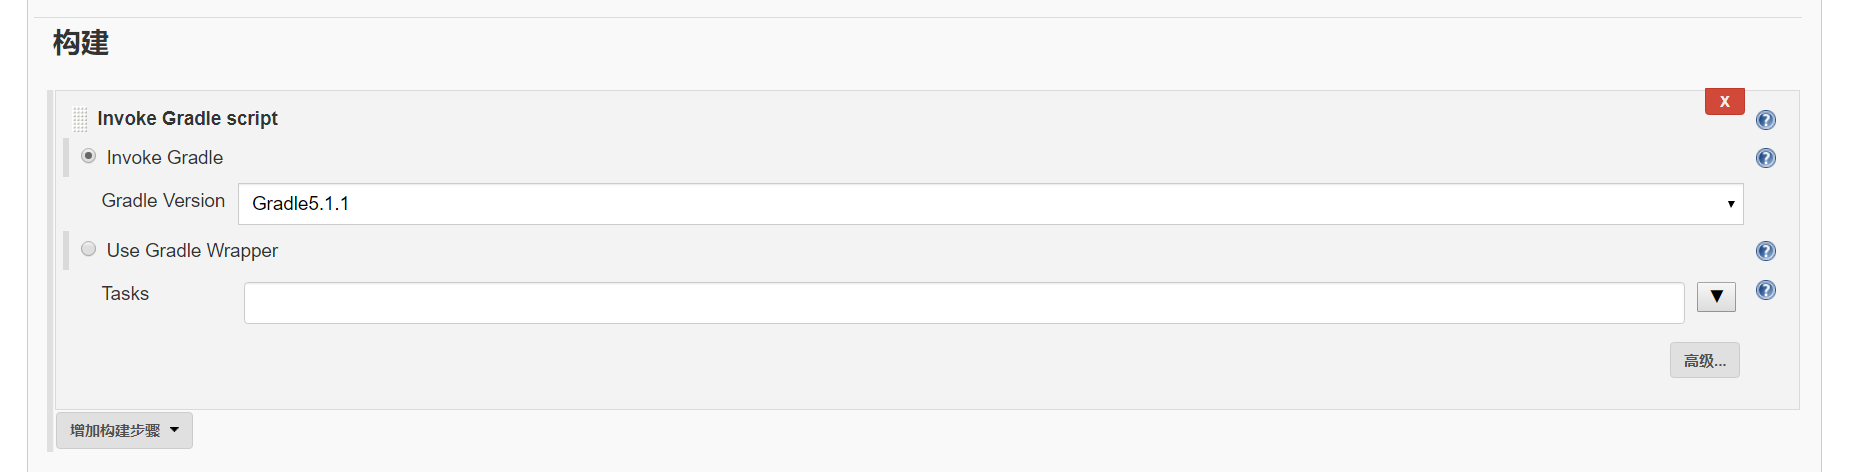 构建
X
Invoke Gradle script
Invoke Gradle
Gradle Version
Gradle5.1.1
Use Gradle Wrapper
Tasks
高级...
增加构建步骤